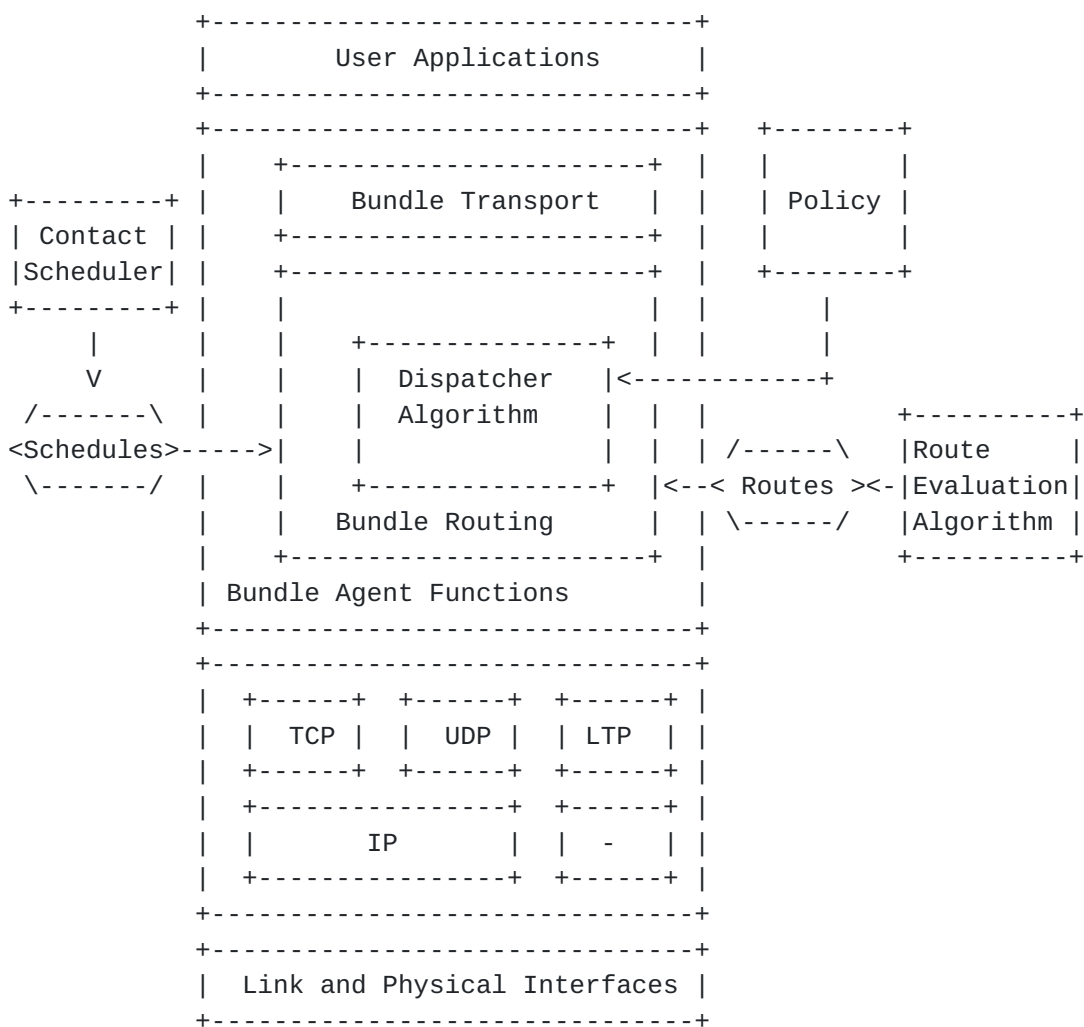 User Applications
Bundle Transport
Policy
Contact
Scheduler
Dispatcher
Algorithm
<Schedules>
Route
Evaluation
Algorithm
< Routes >
Bundle Routing
Bundle Agent Functions
TCP
UDP
LTP
IP
-
Link and Physical Interfaces
V